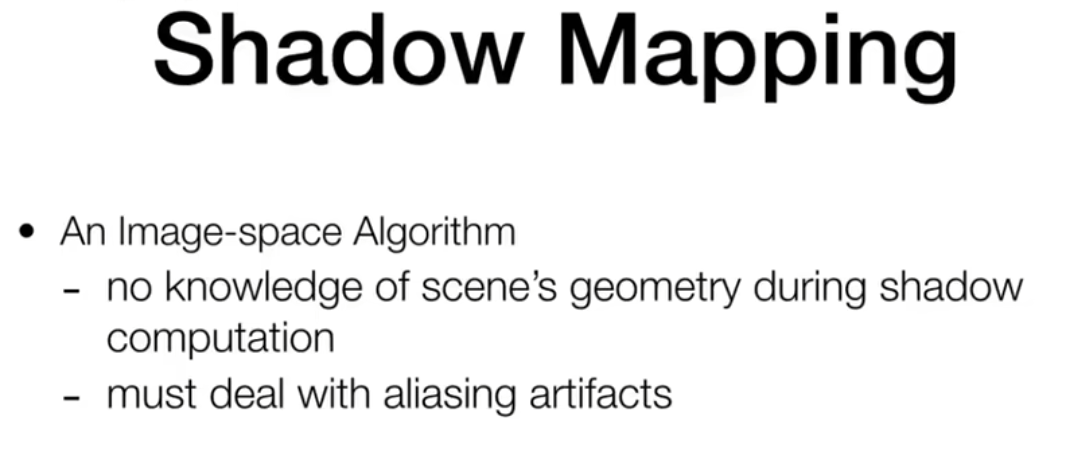 Shadow Mapping
• An Image-space Algorithm
- no knowledge of scene’s geometry during shadow
computation
- must deal with aliasing artifacts